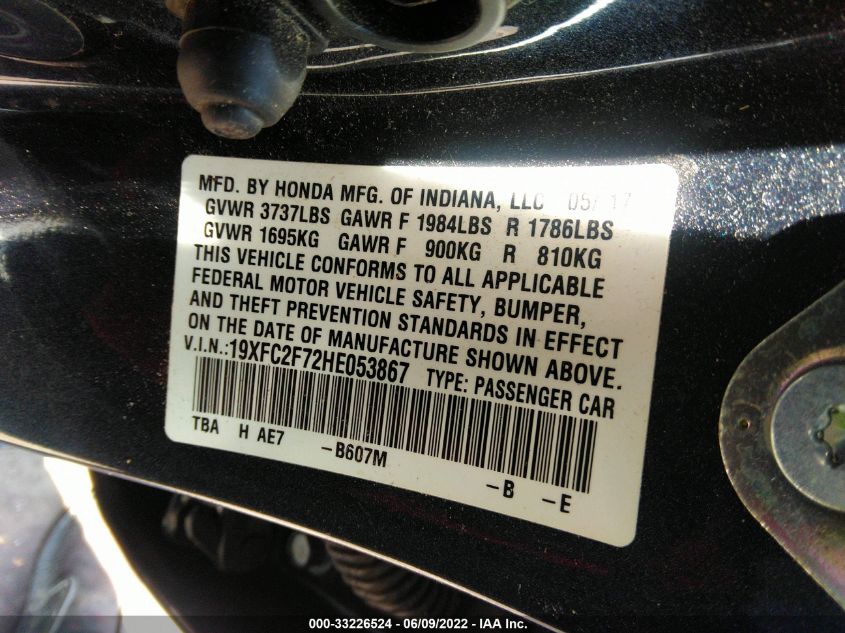 MFD. BY HONDA MFG. OF INDIANA, LLC 05/17
GVWR 3737LBS GAWR F 1984LBS R 1786LBS
GVWR 1695KG GAWR F 900KG R 810KG
THIS VEHICLE CONFORMS TO ALL APPLICABLE
FEDERAL MOTOR VEHICLE SAFETY, BUMPER,
AND THEFT PREVENTION STANDARDS IN EFFECT
ON THE DATE OF MANUFACTURE SHOWN ABOVE.
V.I.N.:19XFC2F72HE053867 TYPE: PASSENGER CAR
TBA H AE7 -B607M -B -E
000-33226524 - 06/09/2022 - IAA Inc.